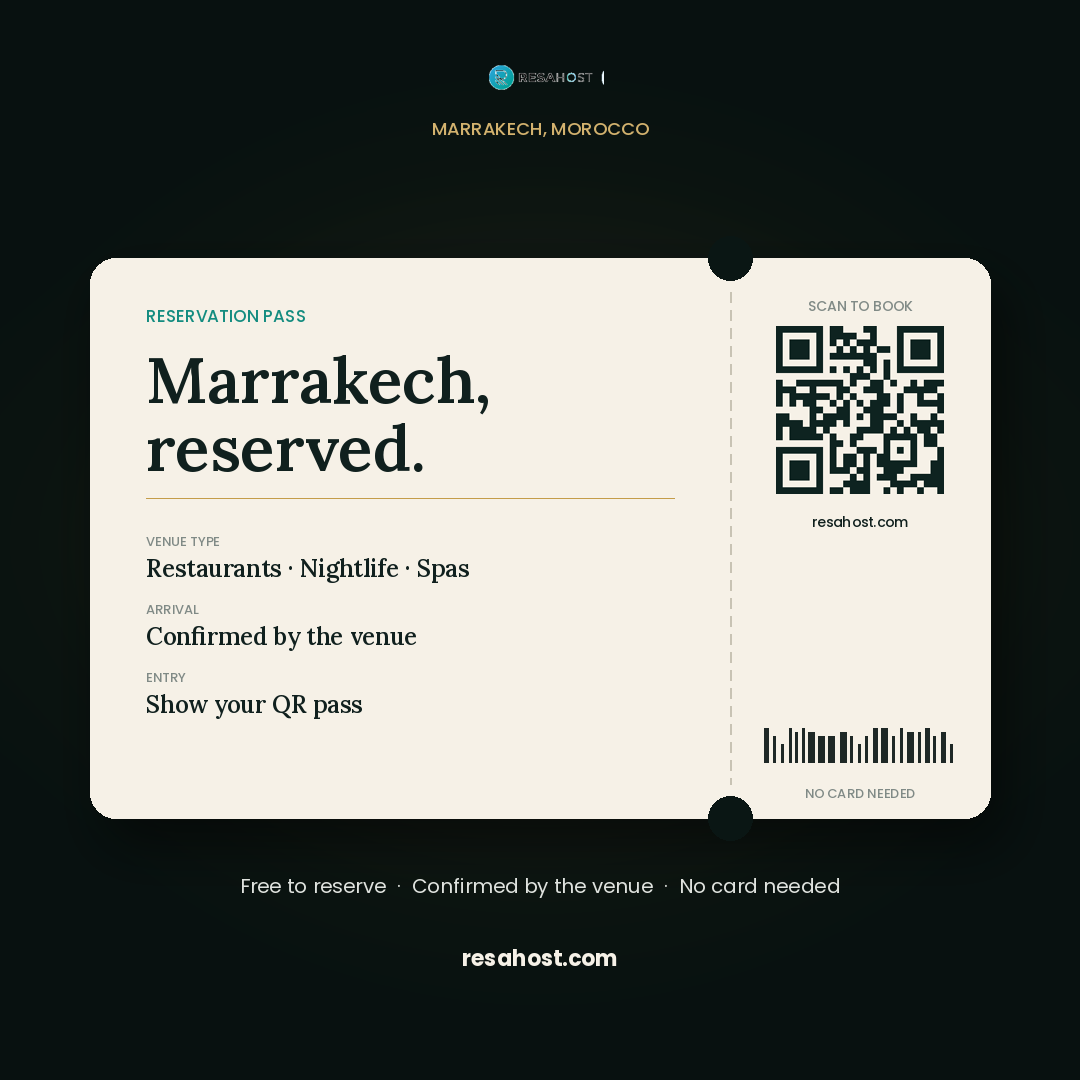 RESAHOST
MARRAKECH, MOROCCO
RESERVATION PASS
Marrakech,
reserved.
VENUE TYPE
Restaurants · Nightlife · Spas
ARRIVAL
Confirmed by the venue
ENTRY
Show your QR pass
SCAN TO BOOK
resahost.com
NO CARD NEEDED
Free to reserve · Confirmed by the venue · No card needed
resahost.com